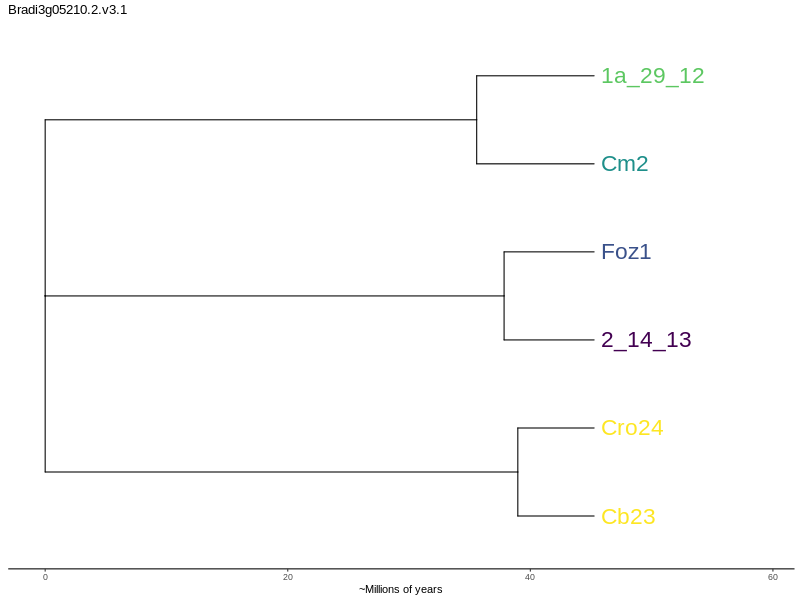 Bradi3g05210.2.v3.1
1a_29_12
Cm2
Foz1
2_14_13
Cro24
Cb23
0 20 40 60
~Millions of years